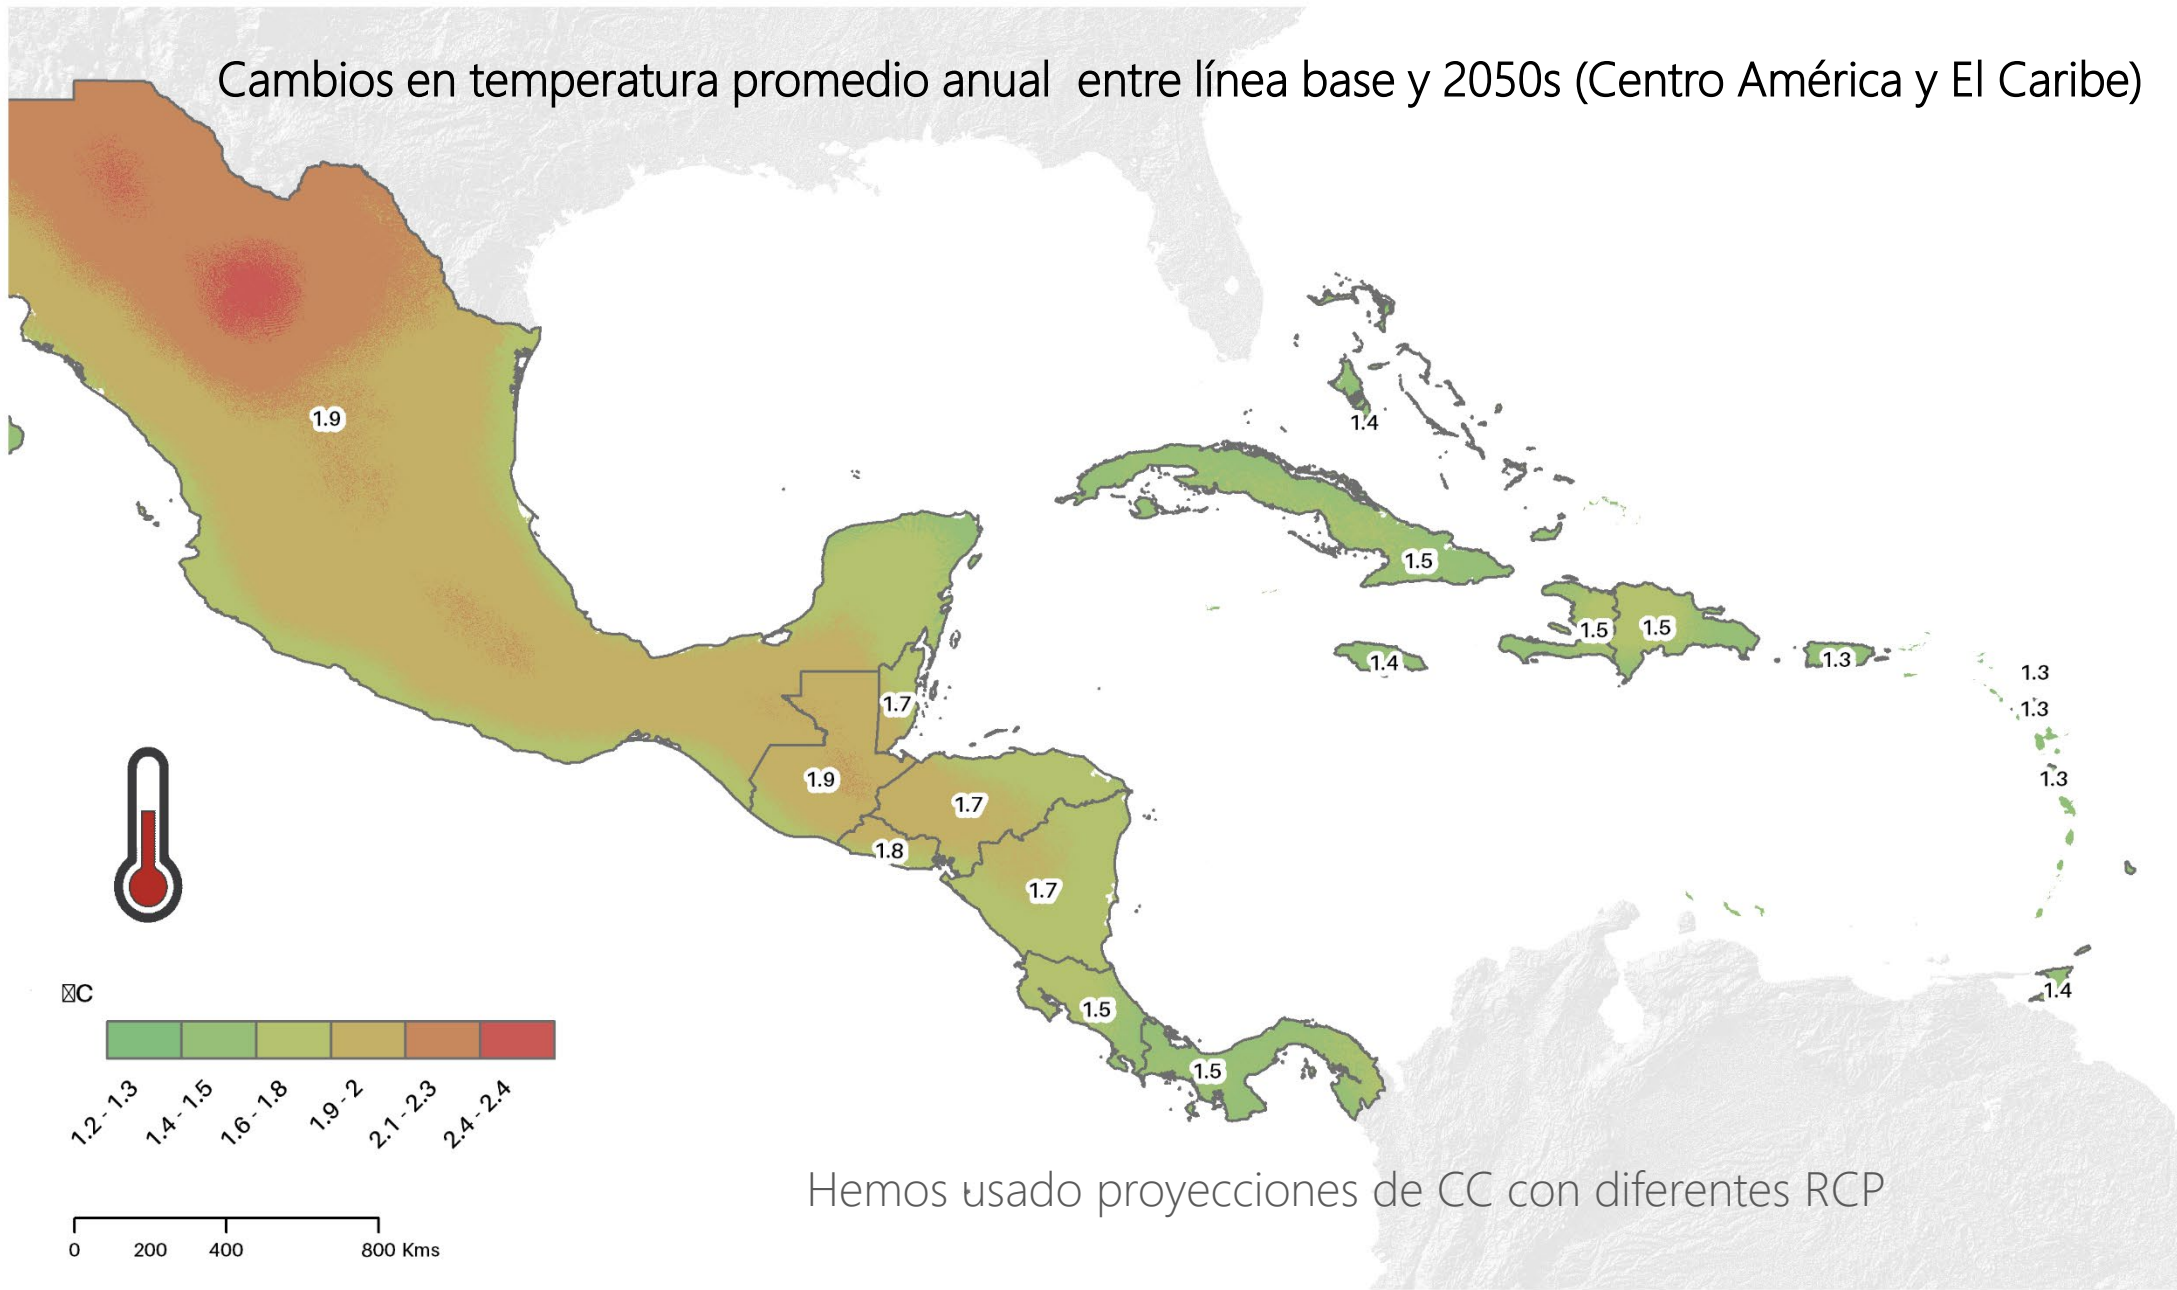 Cambios en temperatura promedio anual  entre línea base y 2050s (Centro América y El Caribe)
1.9
1.4
1.5
1.5
1.5
1.4
1.3
1.3
1.3
1.3
1.7
1.9
1.7
1.8
1.7
1.5
1.5
1.4
C
1.2 - 1.3
1.4 - 1.5
1.6 - 1.8
1.9 - 2
2.1 - 2.3
2.4 - 2.4
Hemos usado proyecciones de CC con diferentes RCP
0 200 400 800 Kms